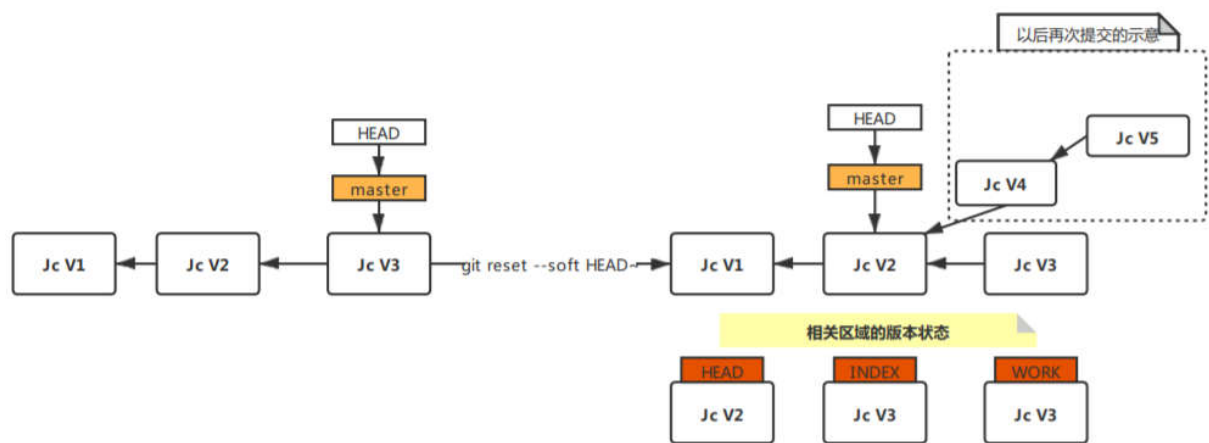 以后再次提交的示意
HEAD
HEAD
Jc V5
master
master
Jc V4
Jc V1
Jc V2
Jc V3
git reset --soft HEAD~
Jc V1
Jc V2
Jc V3
相关区域的版本状态
HEAD
INDEX
WORK
Jc V2
Jc V3
Jc V3